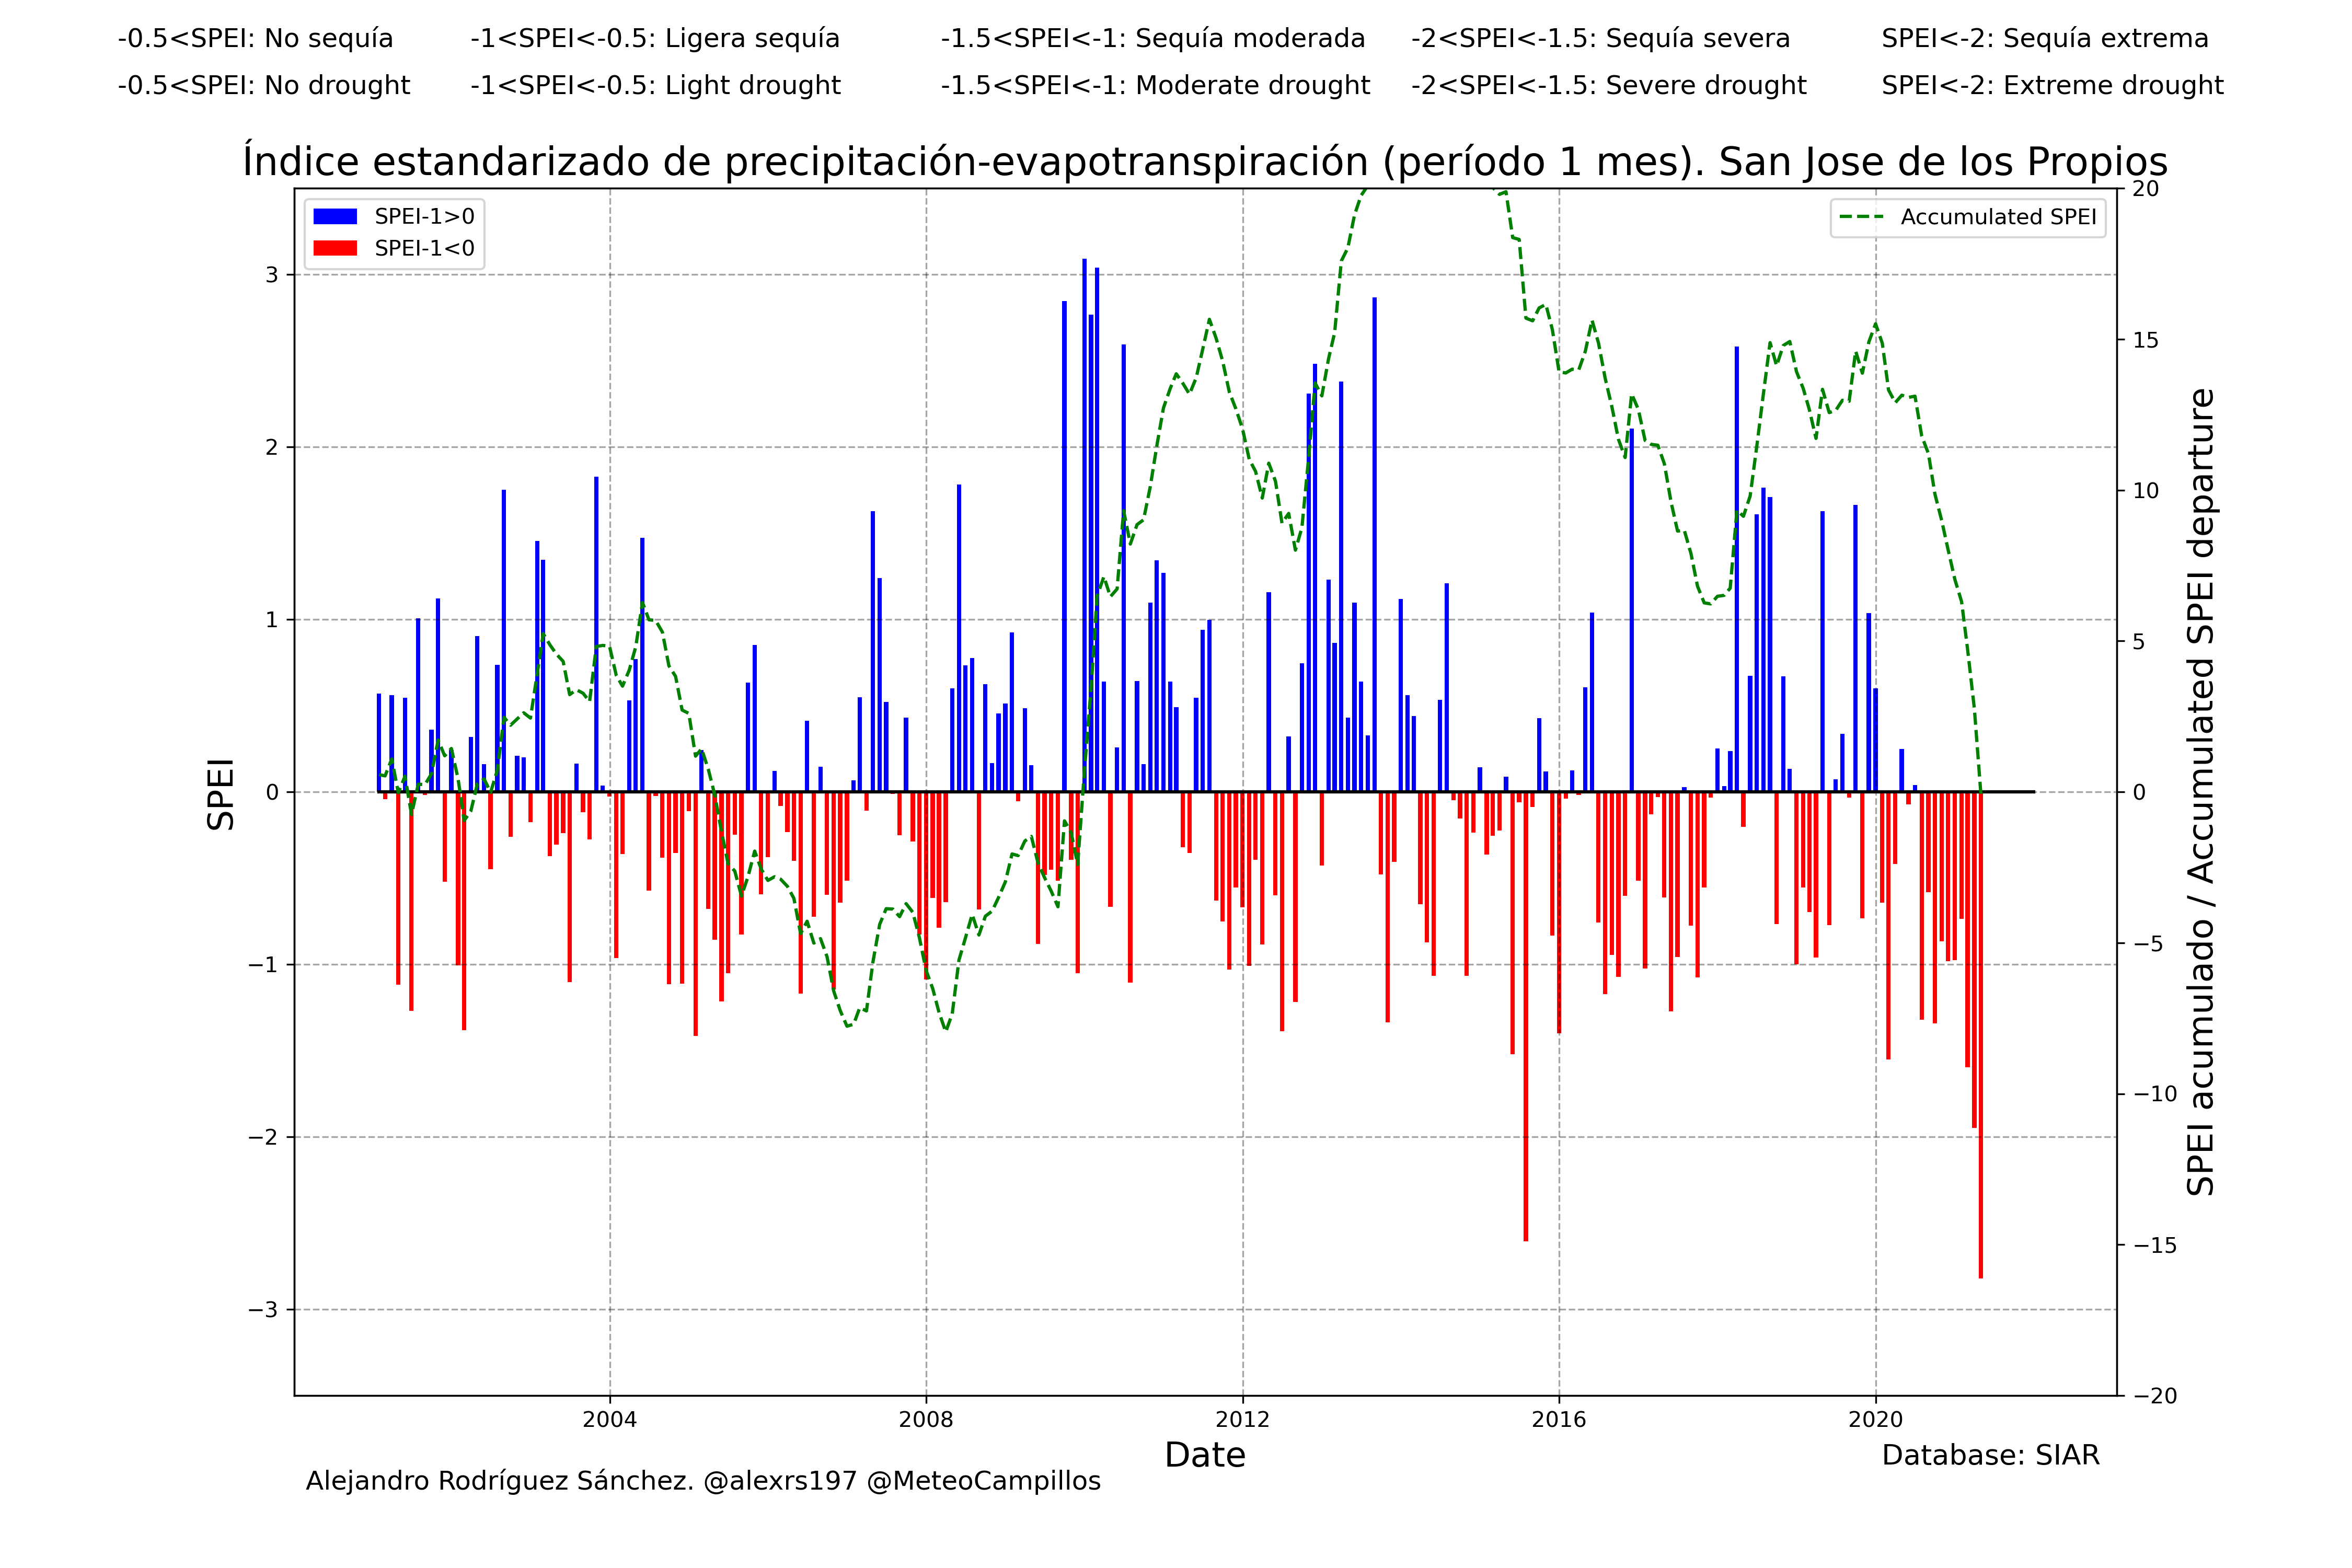 -0.5<SPEI: No sequía -1<SPEI<-0.5: Ligera sequía -1.5<SPEI<-1: Sequía moderada -2<SPEI<-1.5: Sequía severa SPEI<-2: Sequía extrema
-0.5<SPEI: No drought -1<SPEI<-0.5: Light drought -1.5<SPEI<-1: Moderate drought -2<SPEI<-1.5: Severe drought SPEI<-2: Extreme drought
Índice estandarizado de precipitación-evapotranspiración (período 1 mes). San Jose de los Propios
SPEI-1>0
SPEI-1<0
Accumulated SPEI
SPEI
3
2
1
0
−1
−2
−3
20
15
10
5
0
−5
−10
−15
−20
SPEI acumulado / Accumulated SPEI departure
2004 2008 2012 2016 2020
Date
Database: SIAR
Alejandro Rodríguez Sánchez. @alexrs197 @MeteoCampillos